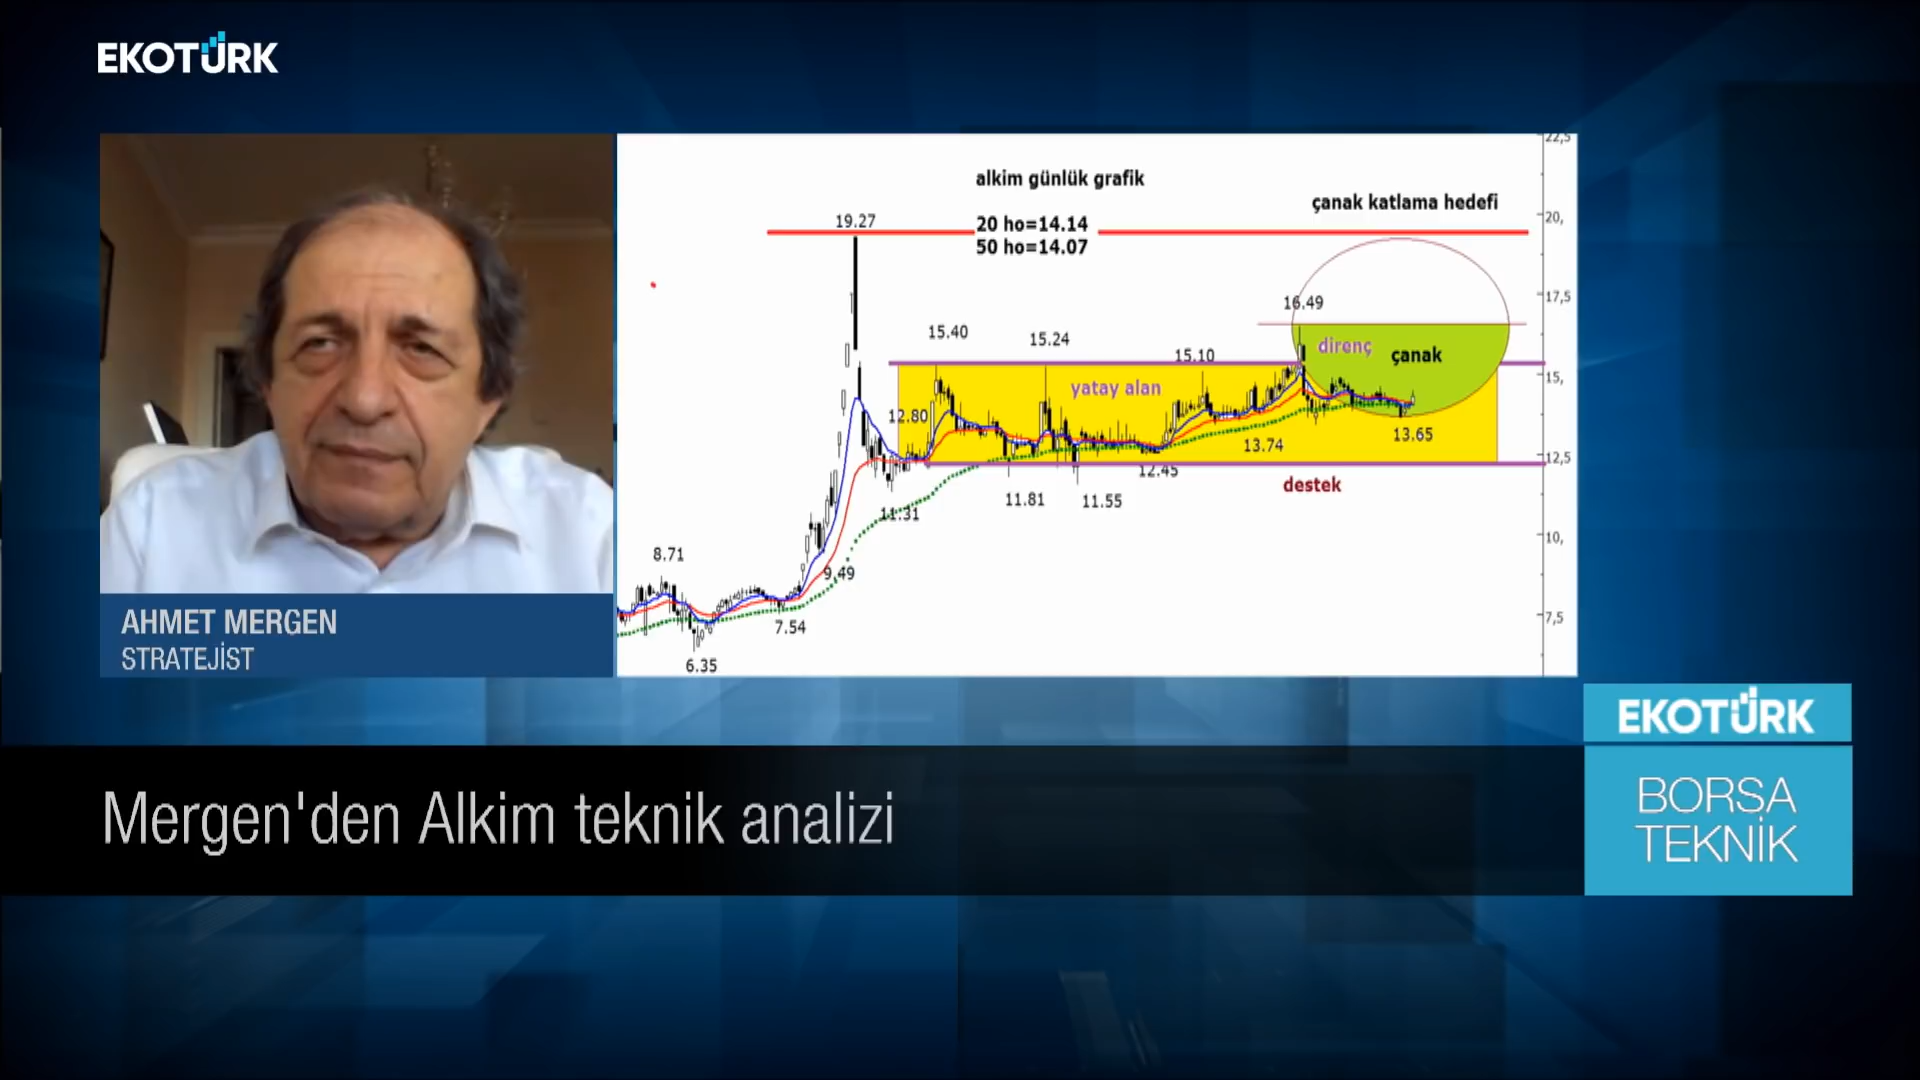 EKOTÜRK
alkim günlük grafik
çanak katlama hedefi
19.27
20 ho=14.14
50 ho=14.07
22,5
20,
17,5
15,
12,5
10,
7,5
16.49
15.40
15.24
15.10
direnç
çanak
yatay alan
12.80
13.74
13.65
12.45
destek
11.81
11.55
11.31
8.71
9.49
7.54
6.35
AHMET MERGEN
STRATEJİST
EKOTÜRK
BORSA
TEKNİK
Mergen'den Alkim teknik analizi